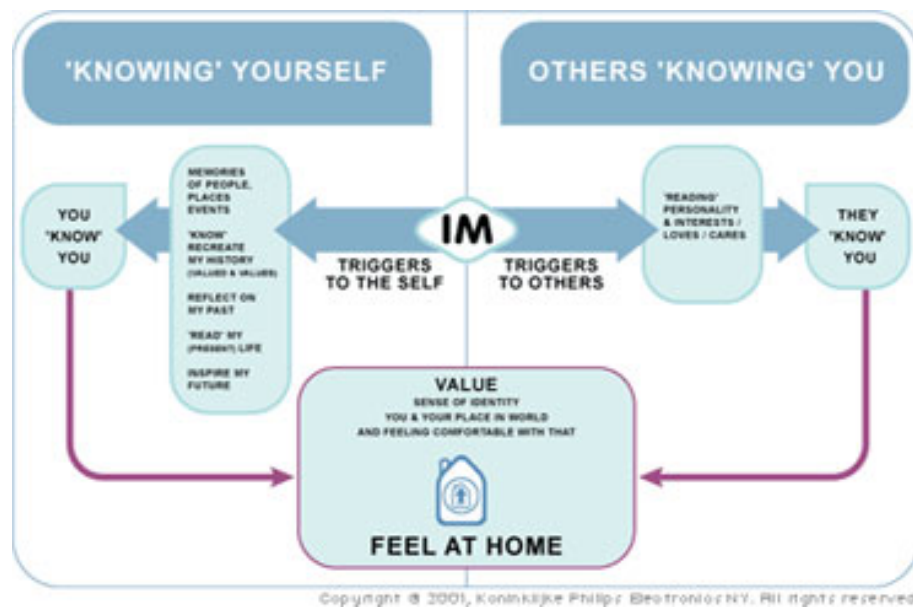 'KNOWING' YOURSELF
OTHERS 'KNOWING' YOU
YOU
'KNOW'
YOU
MEMORIES
OF PEOPLE,
PLACES
EVENTS
'KNOW'
RECREATE
MY HISTORY
(VALUED & VALUES)
REFLECT ON
MY PAST
'READ' MY
(PRESENT) LIFE
INSPIRE MY
FUTURE
IM
TRIGGERS
TO THE SELF
TRIGGERS
TO OTHERS
'READING'
PERSONALITY
& INTERESTS /
LOVES / CARES
THEY
'KNOW'
YOU
VALUE
SENSE OF IDENTITY
YOU & YOUR PLACE IN WORLD
AND FEELING COMFORTABLE WITH THAT
FEEL AT HOME
Copyright © 2001, Koninklijke Philips Electronics NV. All rights reserved